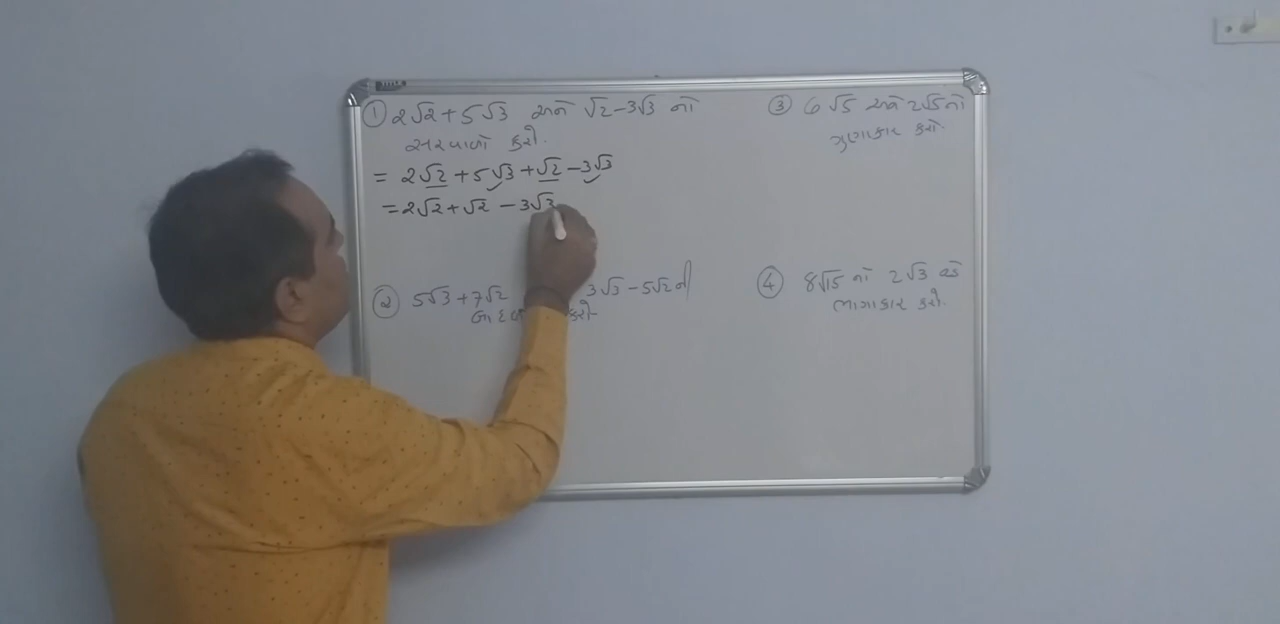 ① 2√2 + 5√3 અને √2 - 3√3 નો
સરવાળો કરો.
= 2√2 + 5√3 + √2 - 3√3
= 2√2 + √2 - 3√3
② 5√3 + 7√2 3√3 - 5√2 ની
કરો
③ 6√5 અને 2√5 નો
ગુણાકાર કરો.
④ 8√15 નો 2√3 વડે
ભાગાકાર કરો.